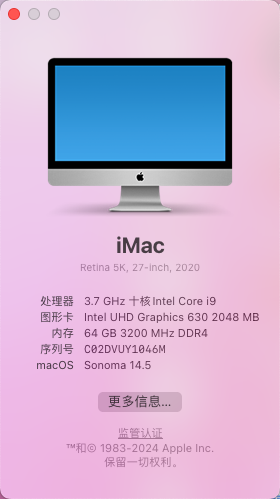 iMac
Retina 5K, 27-inch, 2020
处理器 3.7 GHz 十核Intel Core i9
图形卡 Intel UHD Graphics 630 2048 MB
内存 64 GB 3200 MHz DDR4
序列号 C02DVUY1046M
macOS Sonoma 14.5
更多信息...
监管认证
™和© 1983-2024 Apple Inc.
保留一切权利。